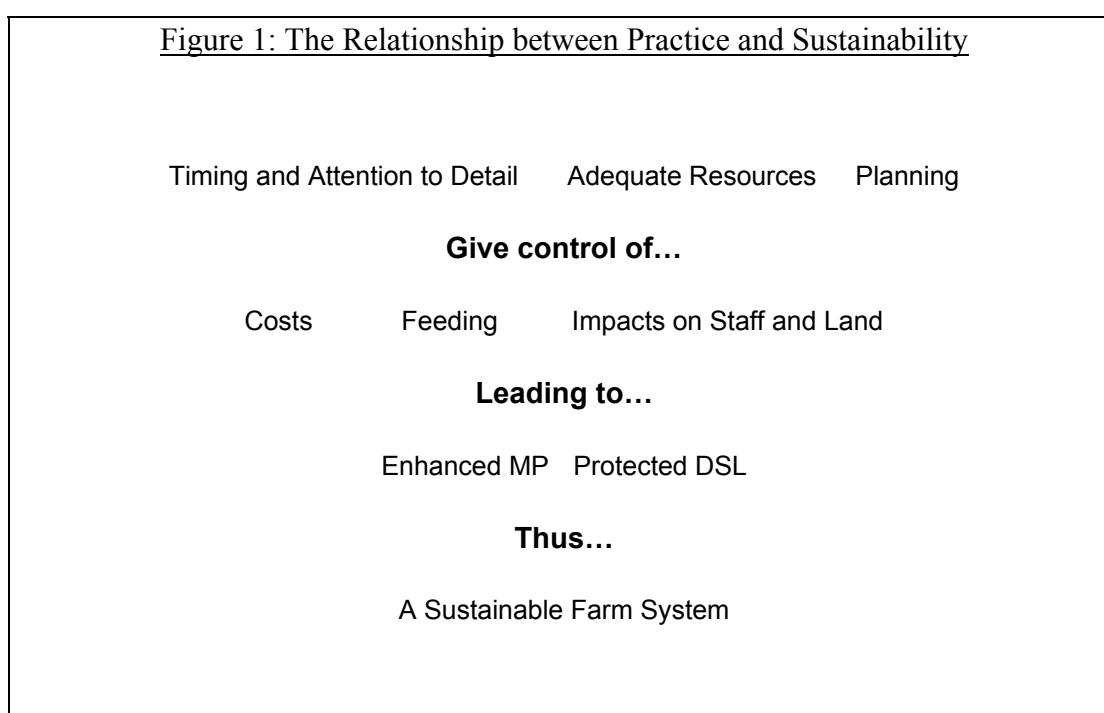 Figure 1: The Relationship between Practice and Sustainability
Timing and Attention to Detail Adequate Resources Planning
Give control of…
Costs Feeding Impacts on Staff and Land
Leading to…
Enhanced MP Protected DSL
Thus…
A Sustainable Farm System